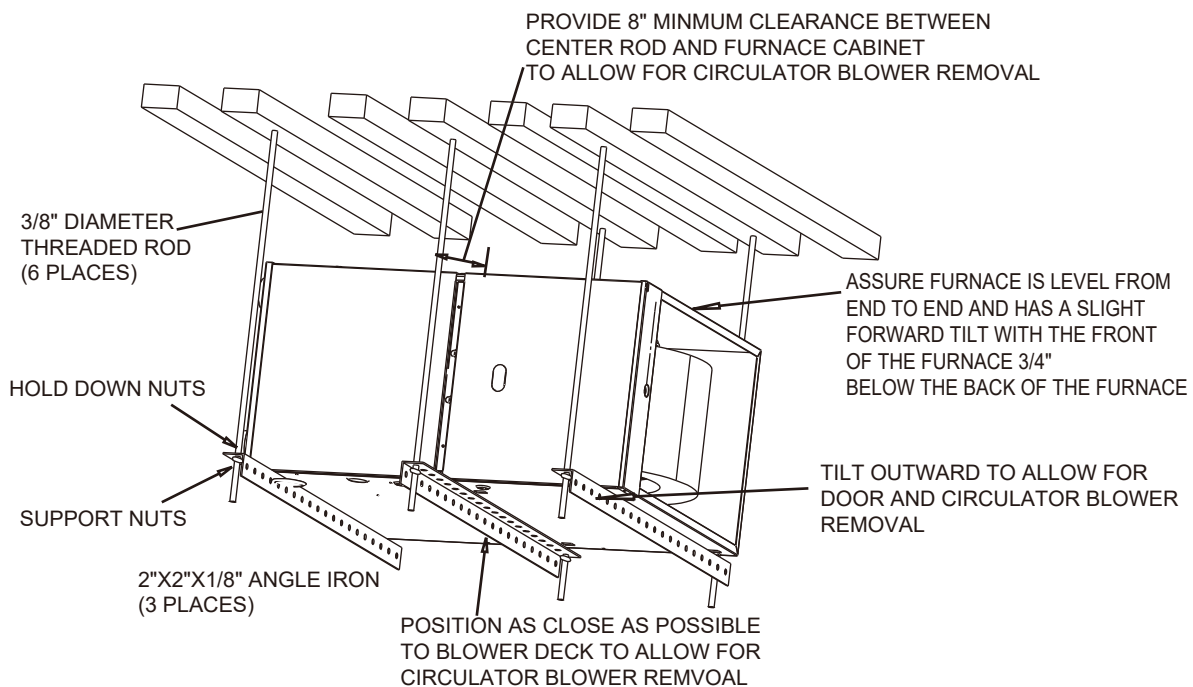 PROVIDE 8" MINMUM CLEARANCE BETWEEN
CENTER ROD AND FURNACE CABINET
TO ALLOW FOR CIRCULATOR BLOWER REMOVAL
3/8" DIAMETER
THREADED ROD
(6 PLACES)
ASSURE FURNACE IS LEVEL FROM
END TO END AND HAS A SLIGHT
FORWARD TILT WITH THE FRONT
OF THE FURNACE 3/4"
BELOW THE BACK OF THE FURNACE
HOLD DOWN NUTS
TILT OUTWARD TO ALLOW FOR
DOOR AND CIRCULATOR BLOWER
REMOVAL
SUPPORT NUTS
2"X2"X1/8" ANGLE IRON
(3 PLACES)
POSITION AS CLOSE AS POSSIBLE
TO BLOWER DECK TO ALLOW FOR
CIRCULATOR BLOWER REMVOAL